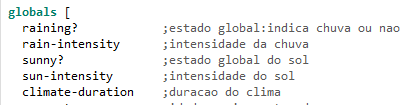 globals [
raining? ;estado global:indica chuva ou nao
rain-intensity ;intensidade da chuva
sunny? ;estado global do sol
sun-intensity ;intensidade do sol
climate-duration ;duracao do clima